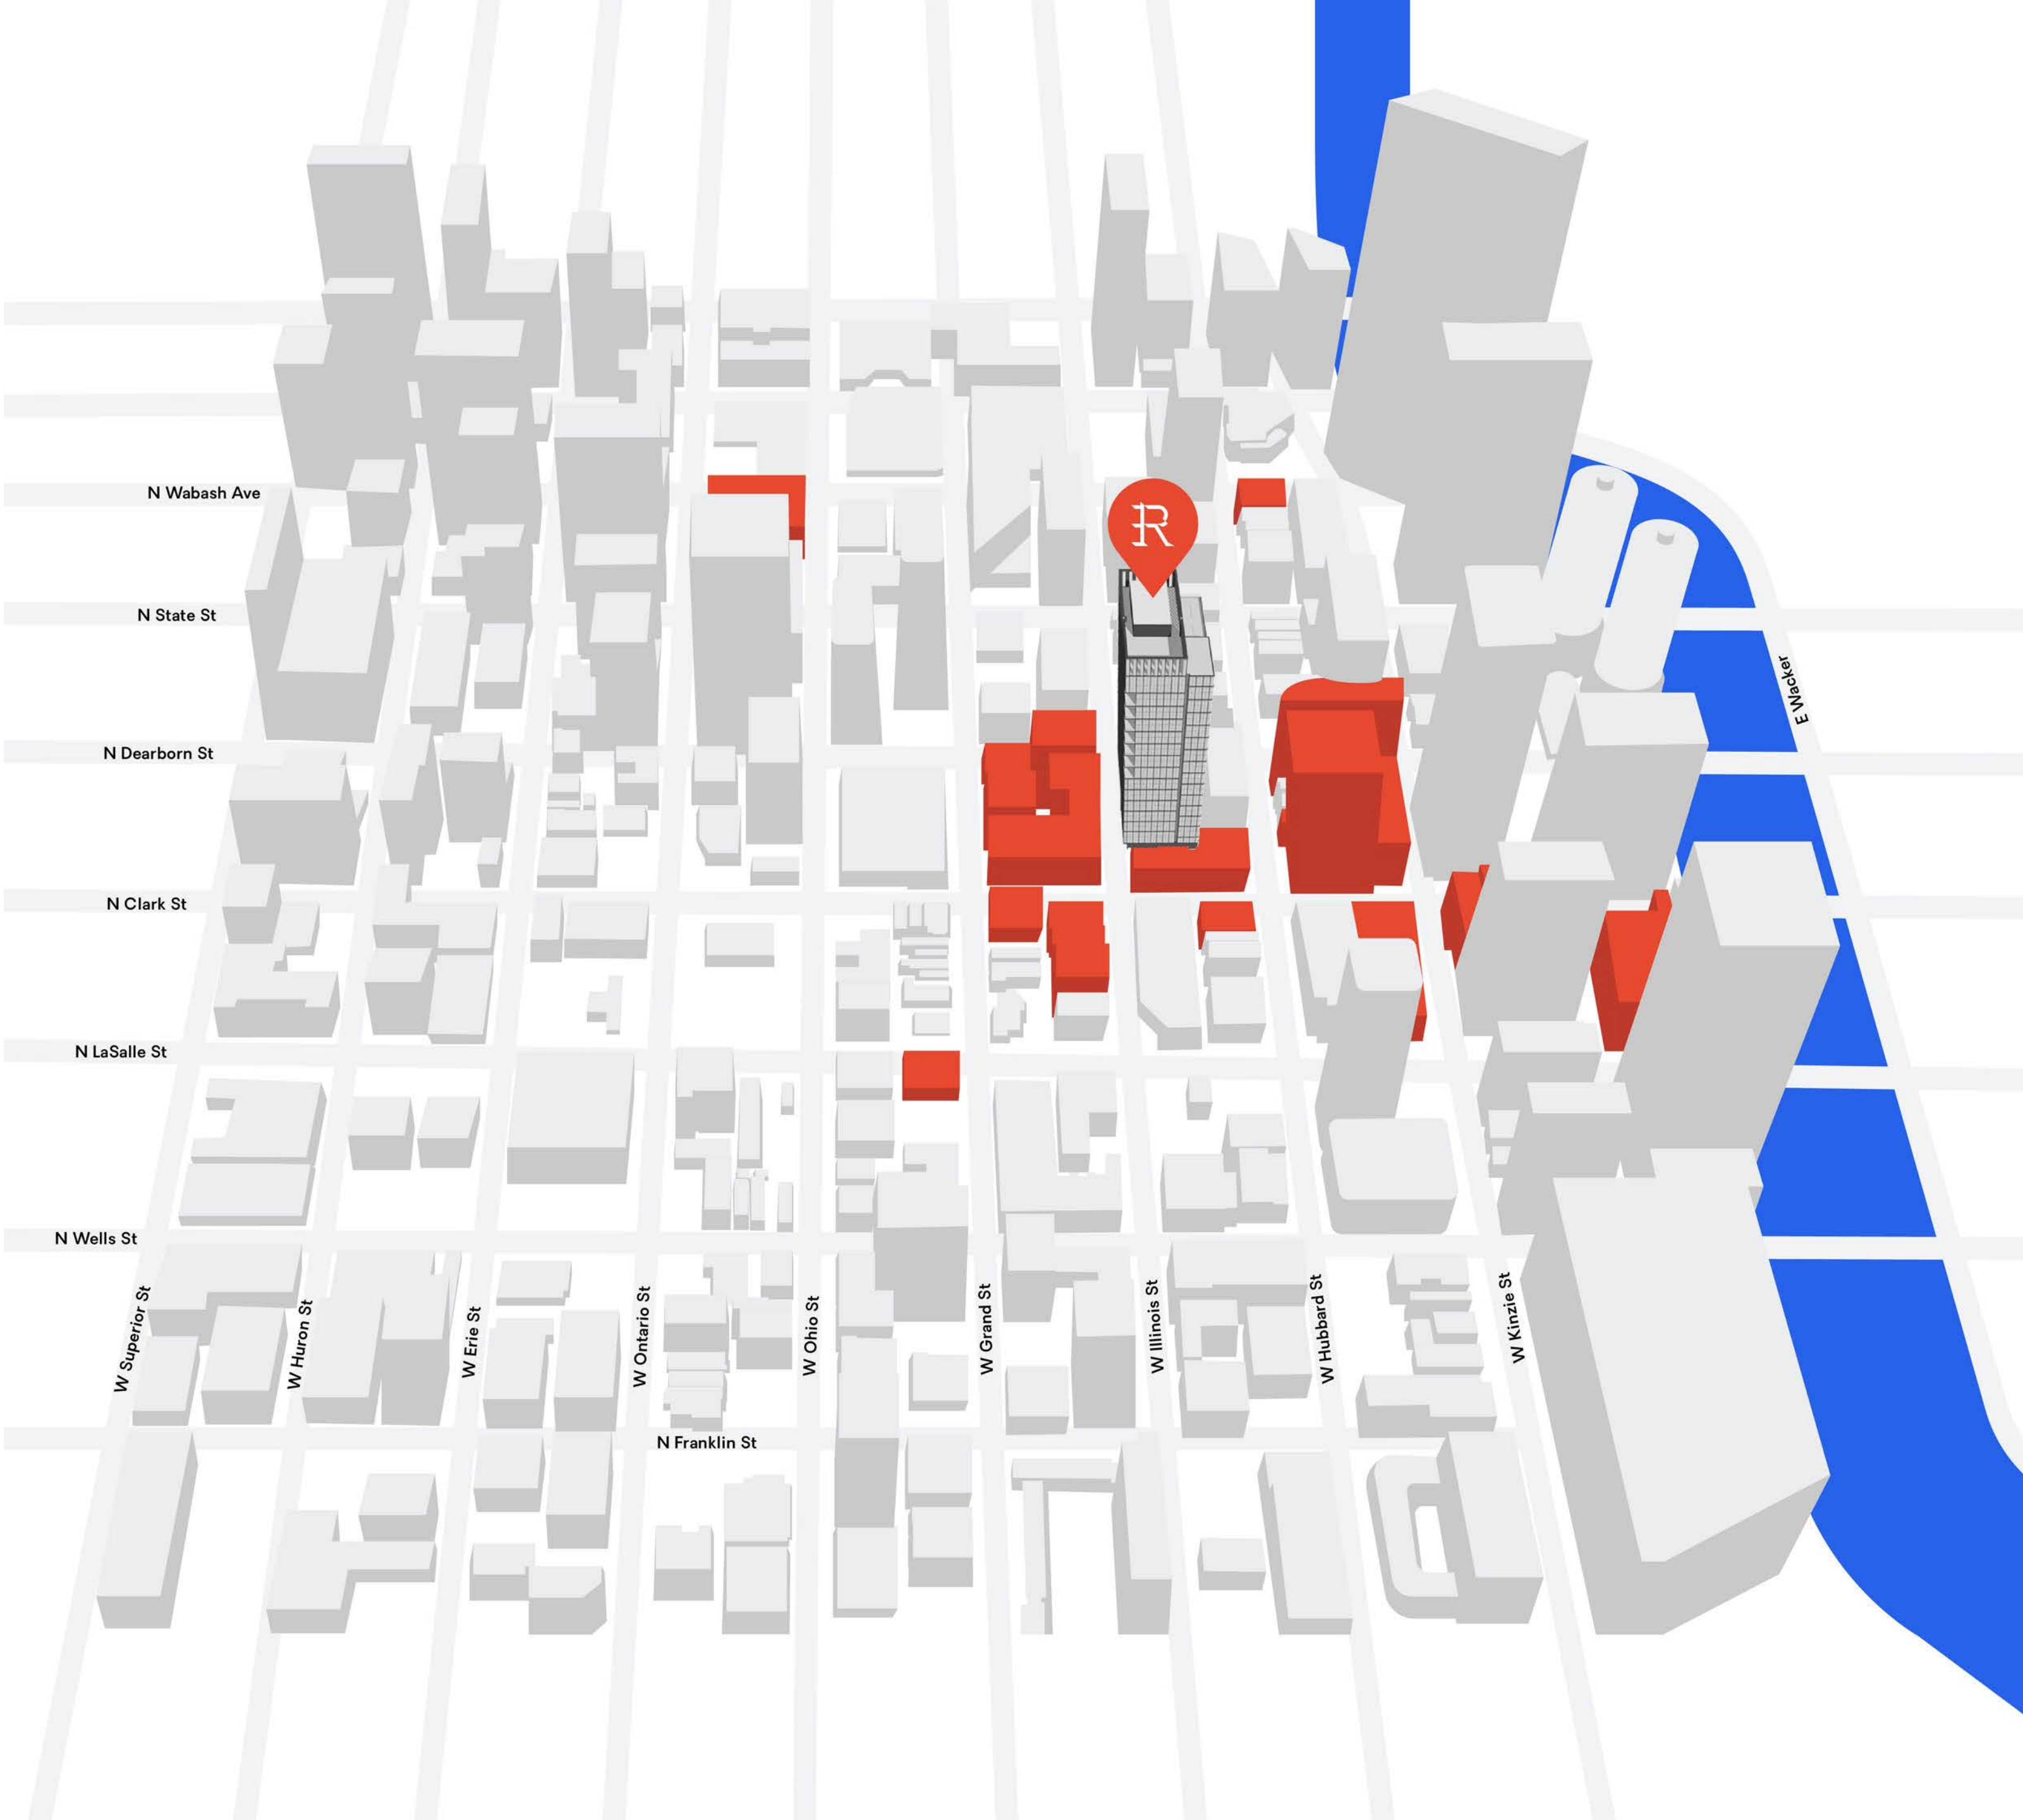 R
N Wabash Ave
N State St
E Wacker
N Dearborn St
N Clark St
N LaSalle St
N Wells St
W Superior St
W Huron St
W Erie St
W Ontario St
W Ohio St
W Grand St
W Illinois St
W Hubbard St
W Kinzie St
N Franklin St